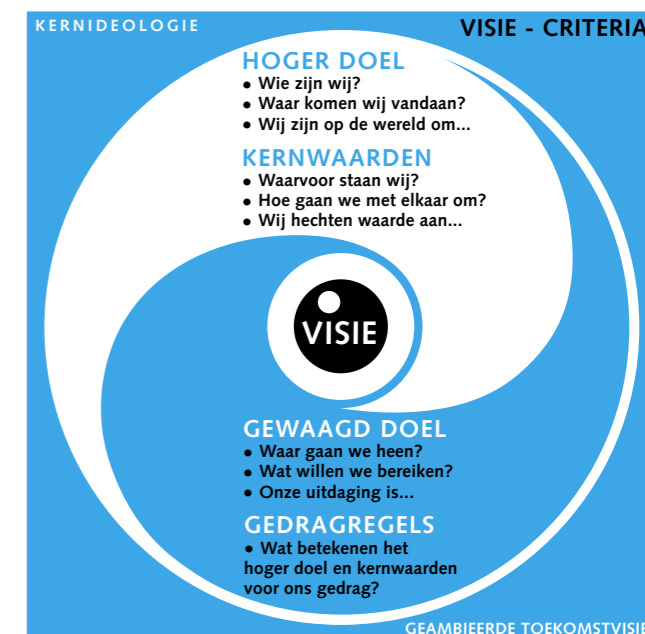 KERNIDEOLOGIE
VISIE - CRITERIA
HOGER DOEL
• Wie zijn wij?
• Waar komen wij vandaan?
• Wij zijn op de wereld om...
KERNWAARDEN
• Waarvoor staan wij?
• Hoe gaan we met elkaar om?
• Wij hechten waarde aan...
VISIE
GEWAAGD DOEL
• Waar gaan we heen?
• Wat willen we bereiken?
• Onze uitdaging is...
GEDRAGREGELS
• Wat betekenen het
hoger doel en kernwaarden
voor ons gedrag?
GEAMBIEERDE TOEKOMSTVISIE